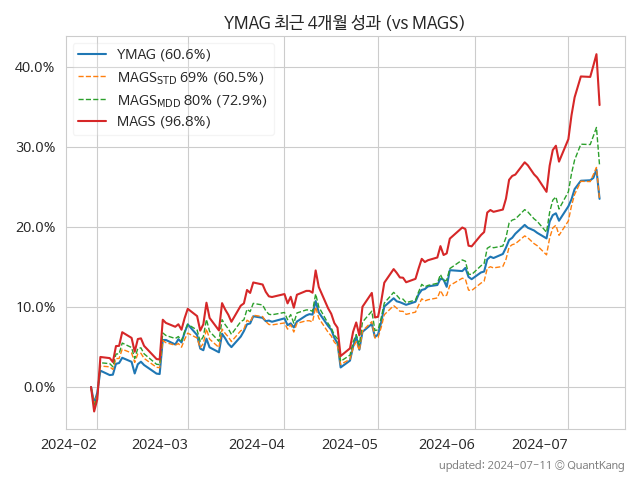 YMAG 최근 4개월 성과 (vs MAGS)
YMAG (60.6%)
MAGS_STD 69% (60.5%)
MAGS_MDD 80% (72.9%)
MAGS (96.8%)
40.0%
30.0%
20.0%
10.0%
0.0%
2024-02 2024-03 2024-04 2024-05 2024-06 2024-07
updated: 2024-07-11 © QuantKang